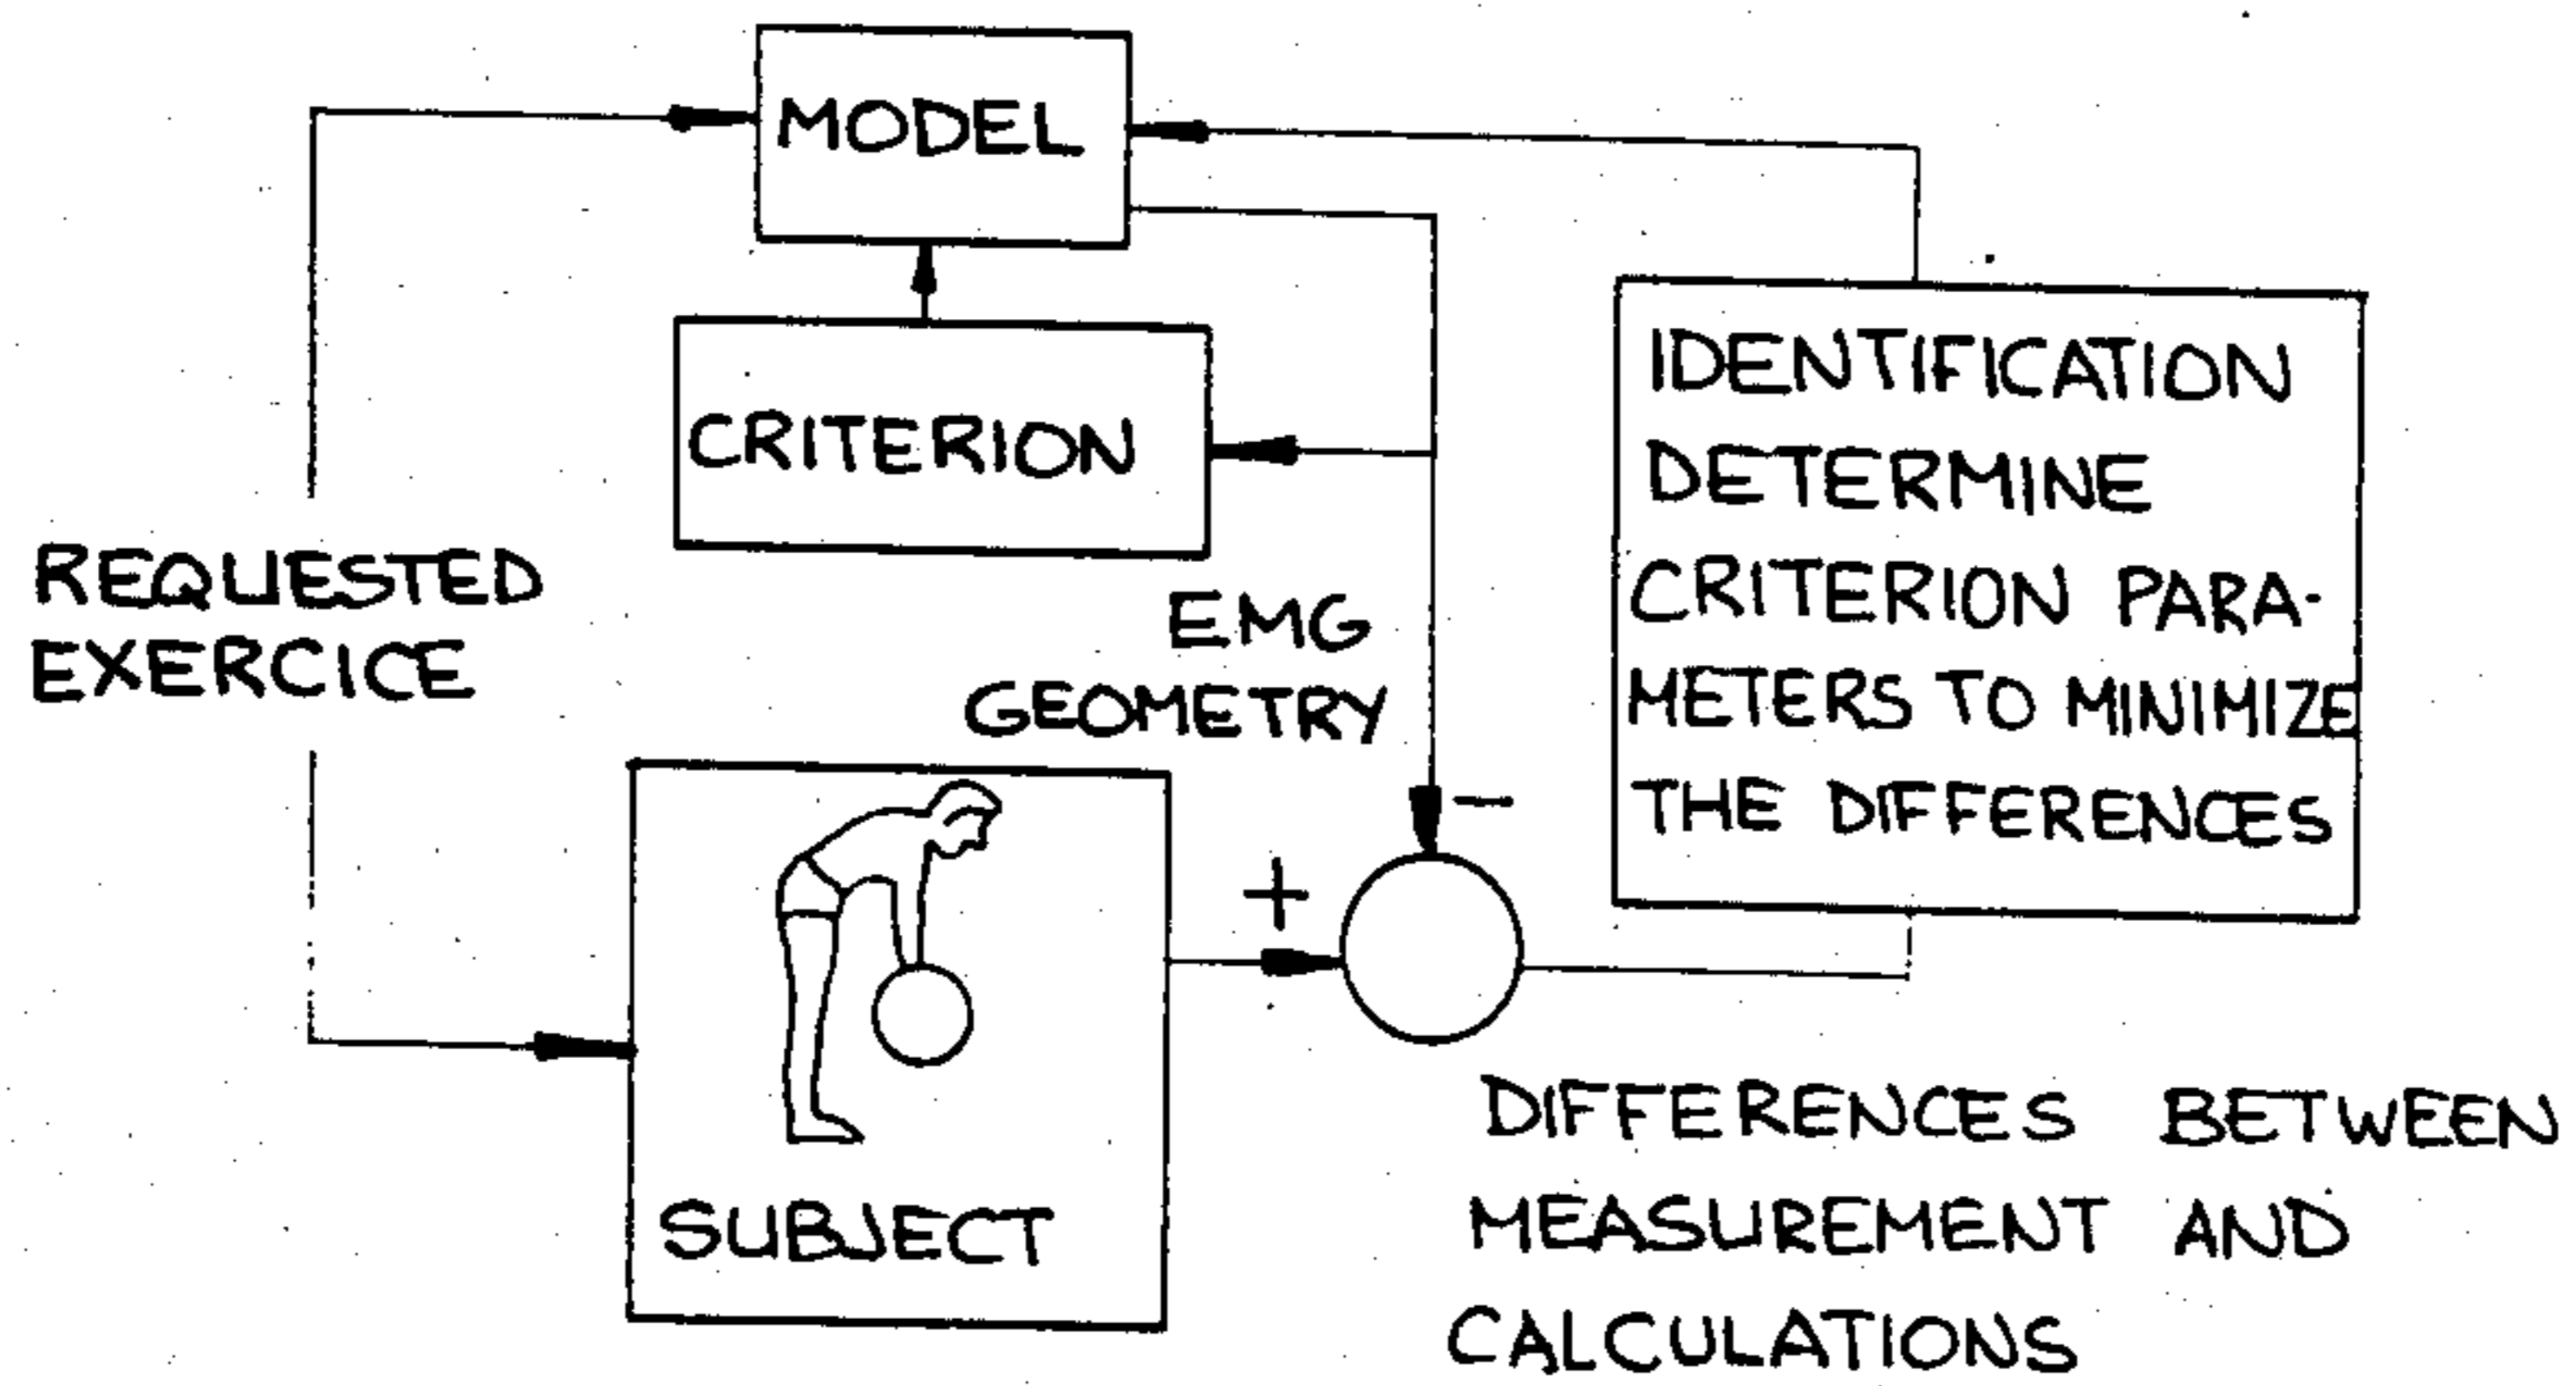 MODEL
CRITERION
REQUESTED
EXERCICE
EMG
GEOMETRY
IDENTIFICATION
DETERMINE
CRITERION PARA-
METERS TO MINIMIZE
THE DIFFERENCES
-
+
SUBJECT
DIFFERENCES BETWEEN
MEASUREMENT AND
CALCULATIONS